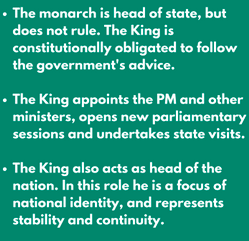 • The monarch is head of state, but
does not rule. The King is
constitutionally obligated to follow
the government's advice.
• The King appoints the PM and other
ministers, opens new parliamentary
sessions and undertakes state visits.
• The King also acts as head of the
nation. In this role he is a focus of
national identity, and represents
stability and continuity.